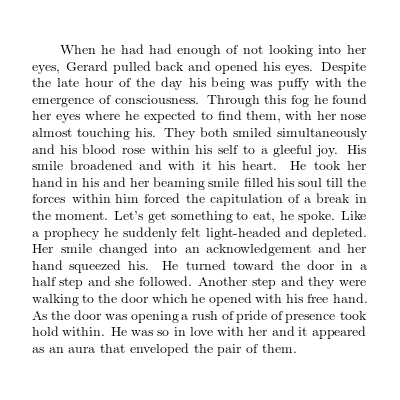 When he had had enough of not looking into her
eyes, Gerard pulled back and opened his eyes. Despite
the late hour of the day his being was puffy with the
emergence of consciousness. Through this fog he found
her eyes where he expected to find them, with her nose
almost touching his. They both smiled simultaneously
and his blood rose within his self to a gleeful joy. His
smile broadened and with it his heart. He took her
hand in his and her beaming smile filled his soul till the
forces within him forced the capitulation of a break in
the moment. Let's get something to eat, he spoke. Like
a prophecy he suddenly felt light-headed and depleted.
Her smile changed into an acknowledgement and her
hand squeezed his. He turned toward the door in a
half step and she followed. Another step and they were
walking to the door which he opened with his free hand.
As the door was opening a rush of pride of presence took
hold within. He was so in love with her and it appeared
as an aura that enveloped the pair of them.